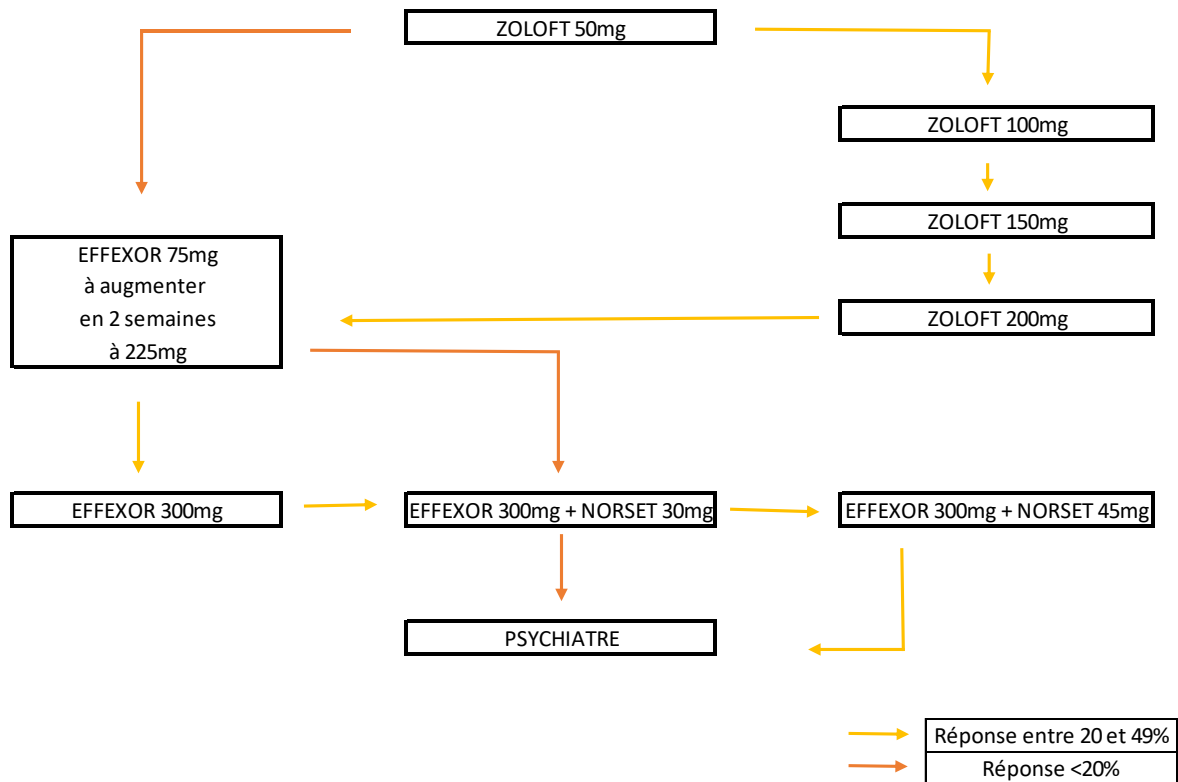 ZOLOFT 50mg
ZOLOFT 100mg
ZOLOFT 150mg
EFFEXOR 75mg
à augmenter
en 2 semaines
à 225mg
ZOLOFT 200mg
EFFEXOR 300mg
EFFEXOR 300mg + NORSET 30mg
EFFEXOR 300mg + NORSET 45mg
PSYCHIATRE
Réponse entre 20 et 49%
Réponse <20%